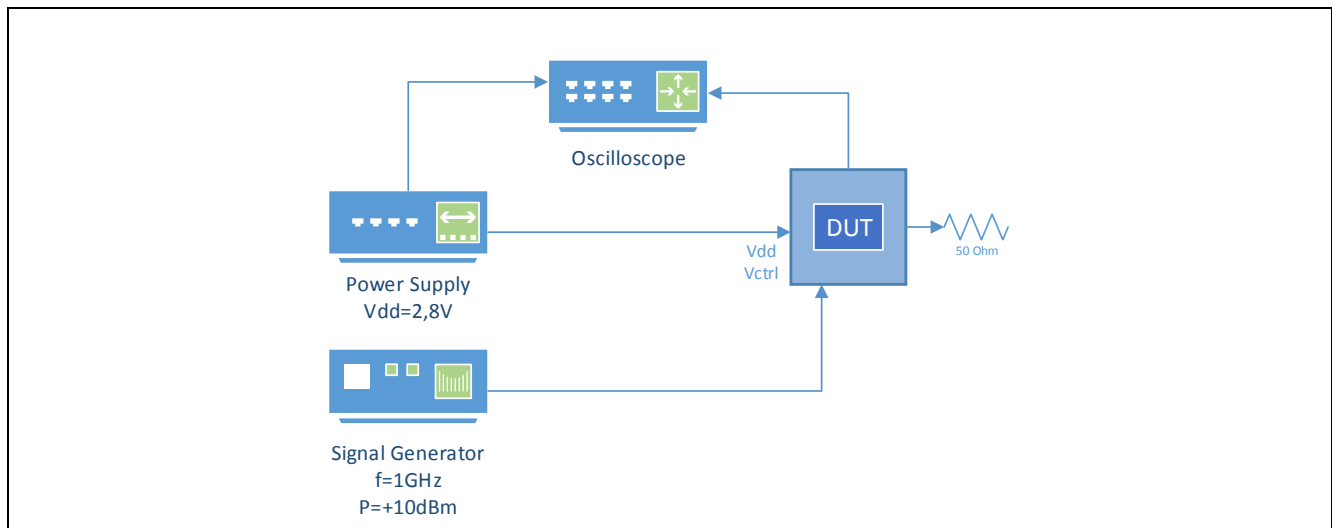 Oscilloscope
DUT
50 Ohm
Vdd
Vctrl
Power Supply
Vdd=2,8V
Signal Generator
f=1GHz
P=+10dBm